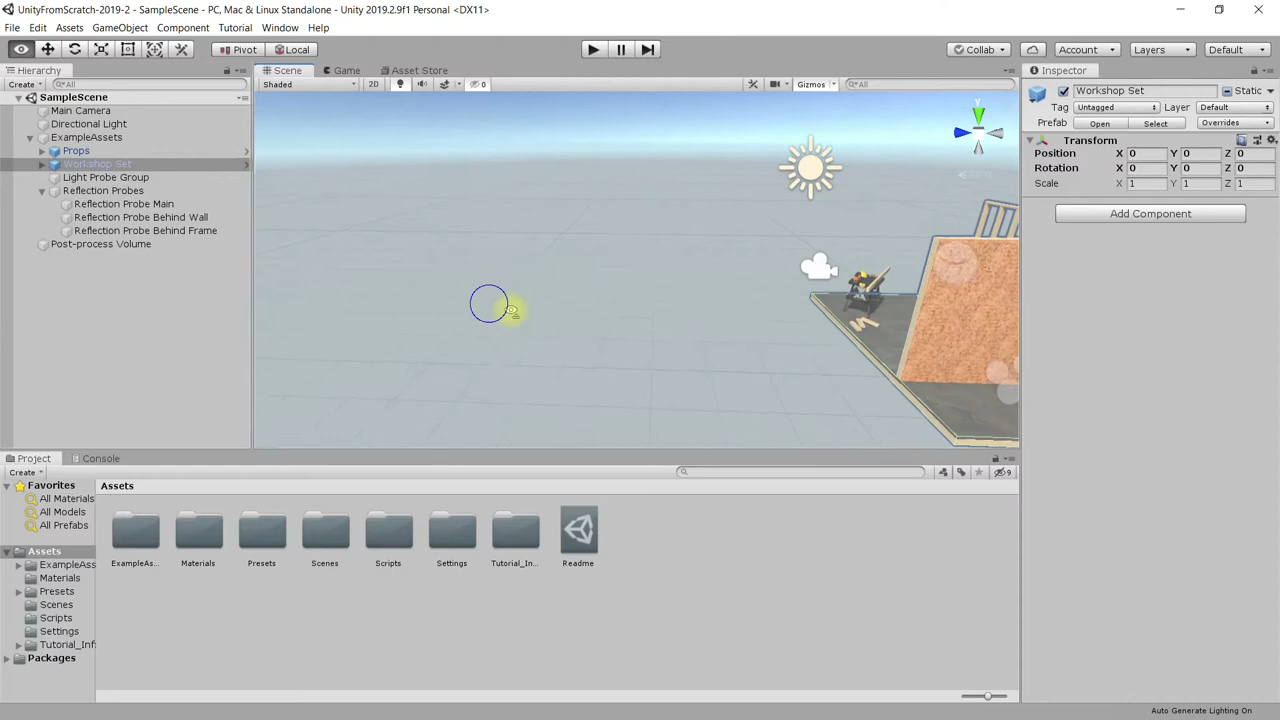 UnityFromScratch-2019-2 - SampleScene - PC, Mac & Linux Standalone - Unity 2019.2.9f1 Personal <DX11>
File Edit Assets GameObject Component Tutorial Window Help
Pivot Local Collab Account Layers Default
Hierarchy Scene Game Asset Store Inspector
Create All Shaded 2D 0 Gizmos All
SampleScene
Main Camera
Directional Light
ExampleAssets
Props
Workshop Set
Light Probe Group
Reflection Probes
Reflection Probe Main
Reflection Probe Behind Wall
Reflection Probe Behind Frame
Post-process Volume
y
Workshop Set Static
Tag Untagged Layer Default
Prefab Open Select Overrides
Transform
Position X 0 Y 0 Z 0
Rotation X 0 Y 0 Z 0
Scale X 1 Y 1 Z 1
Add Component
Project Console
Create 9
Favorites
All Materials
All Models
All Prefabs
Assets
ExampleAss
Materials
Presets
Scenes
Scripts
Settings
Tutorial_Inf
Packages
Assets
ExampleAs... Materials Presets Scenes Scripts Settings Tutorial_In... Readme
Auto Generate Lighting On